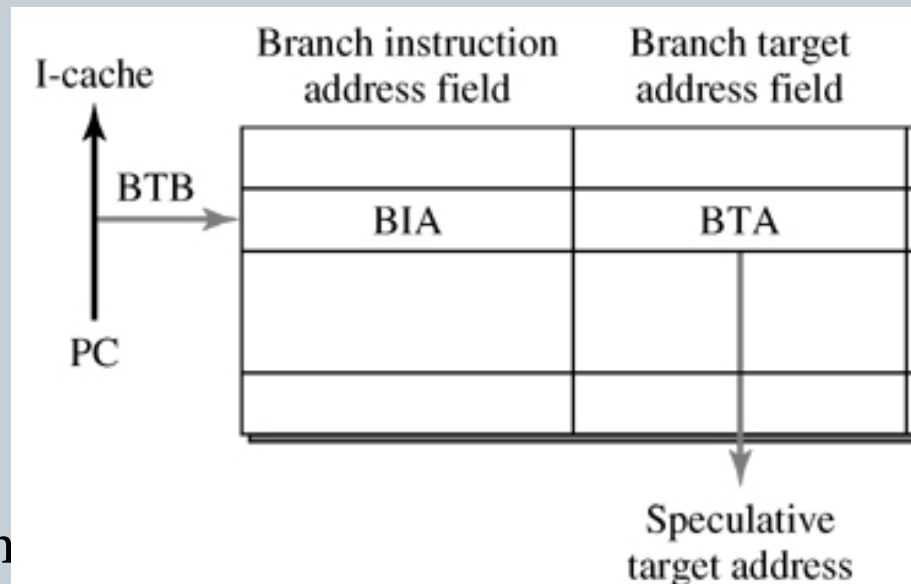 Branch instruction
address field
Branch target
address field
I-cache
BTB
BIA
BTA
PC
Speculative
target address